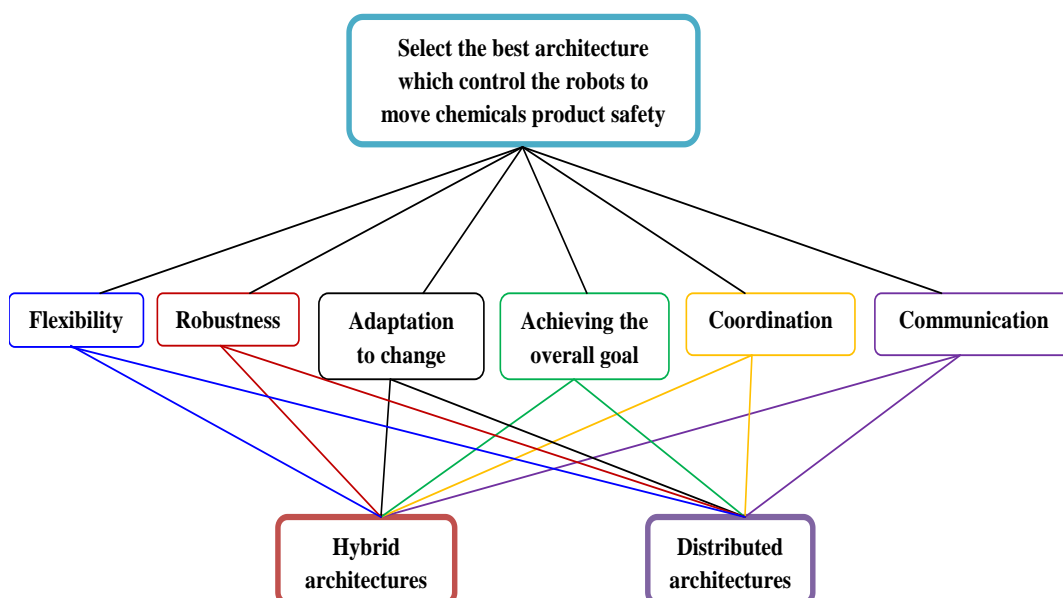 Select the best architecture
which control the robots to
move chemicals product safety
Flexibility
Robustness
Adaptation
to change
Achieving the
overall goal
Coordination
Communication
Hybrid
architectures
Distributed
architectures